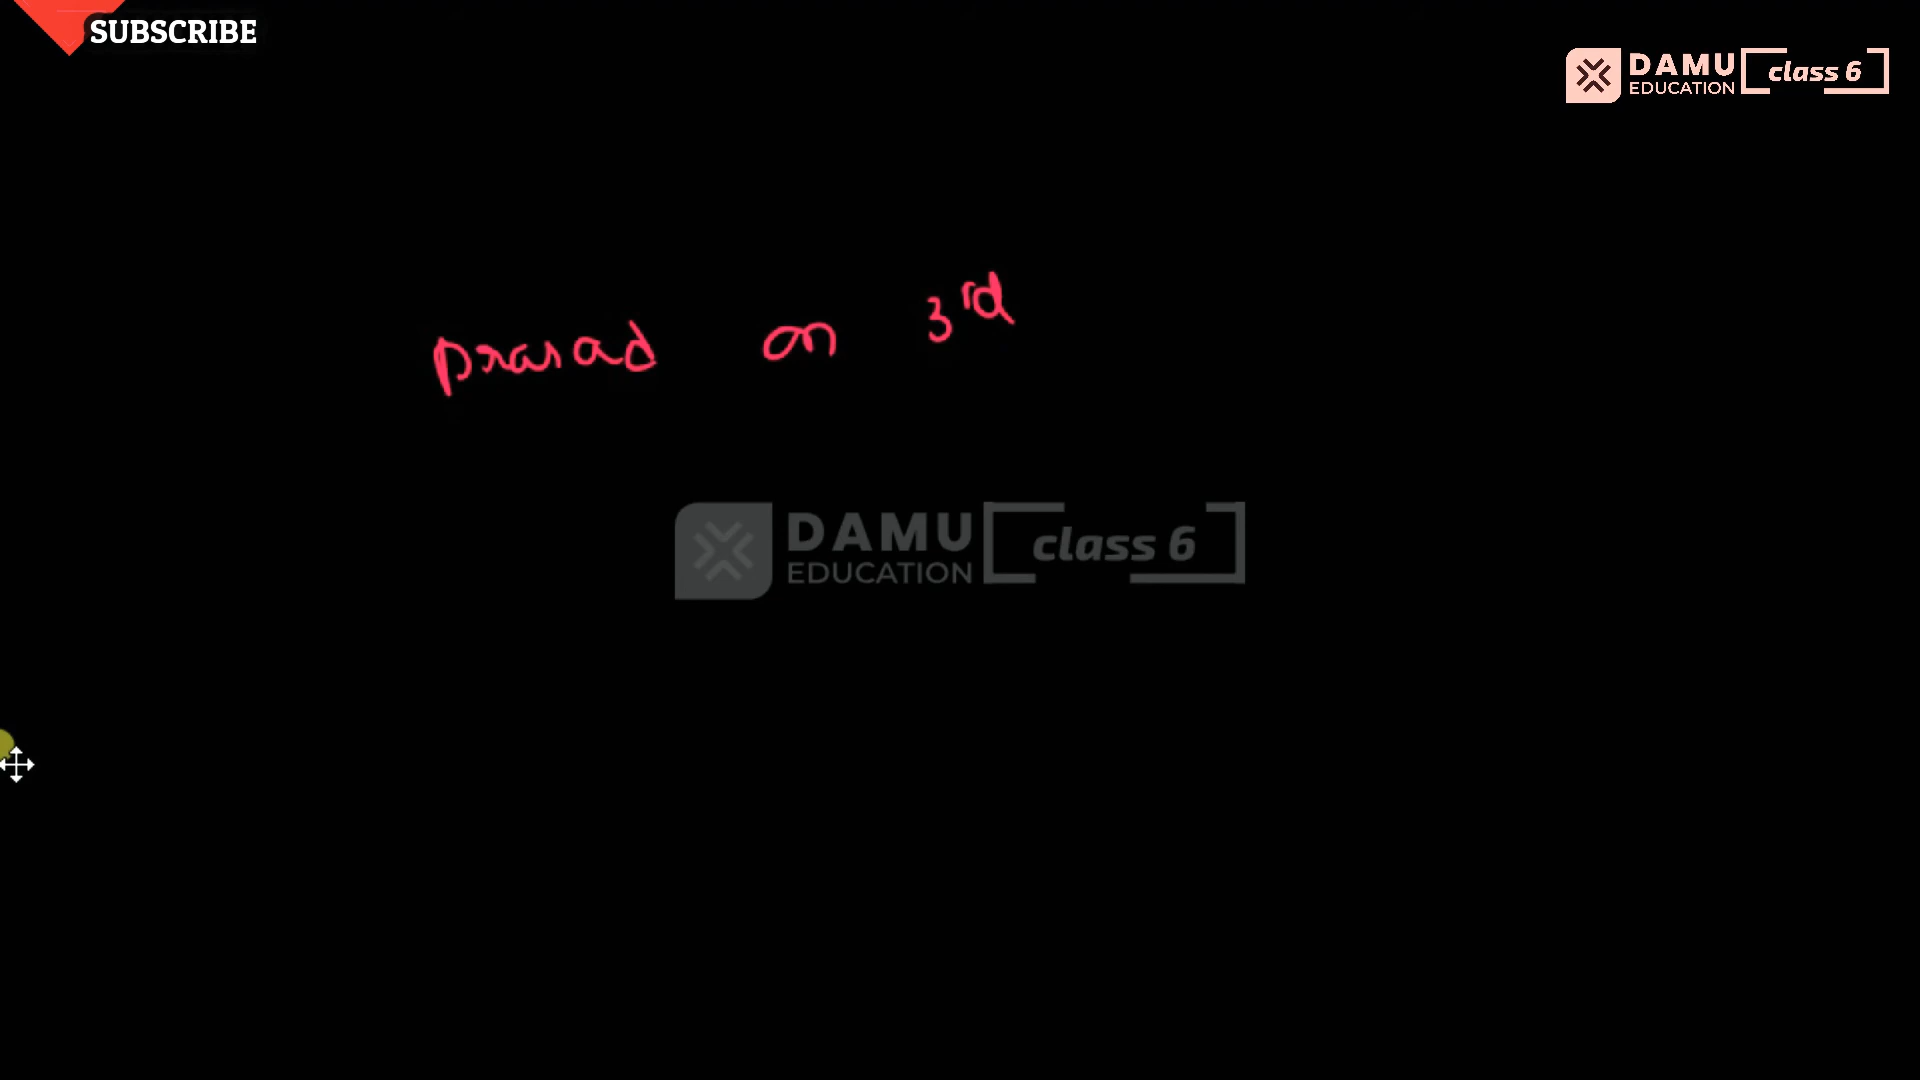 SUBSCRIBE
DAMU
EDUCATION
class 6
prasad on 3rd
DAMU
EDUCATION
class 6